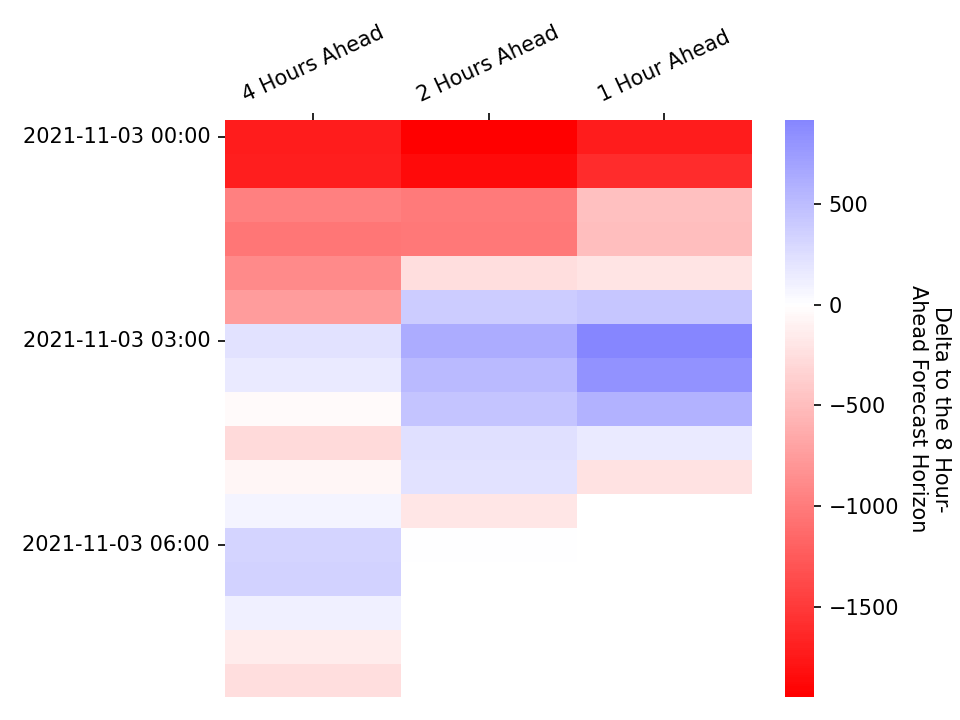 4 Hours Ahead
2 Hours Ahead
1 Hour Ahead
2021-11-03 00:00
2021-11-03 03:00
2021-11-03 06:00
500
0
−500
−1000
−1500
Delta to the 8 Hour-
Ahead Forecast Horizon